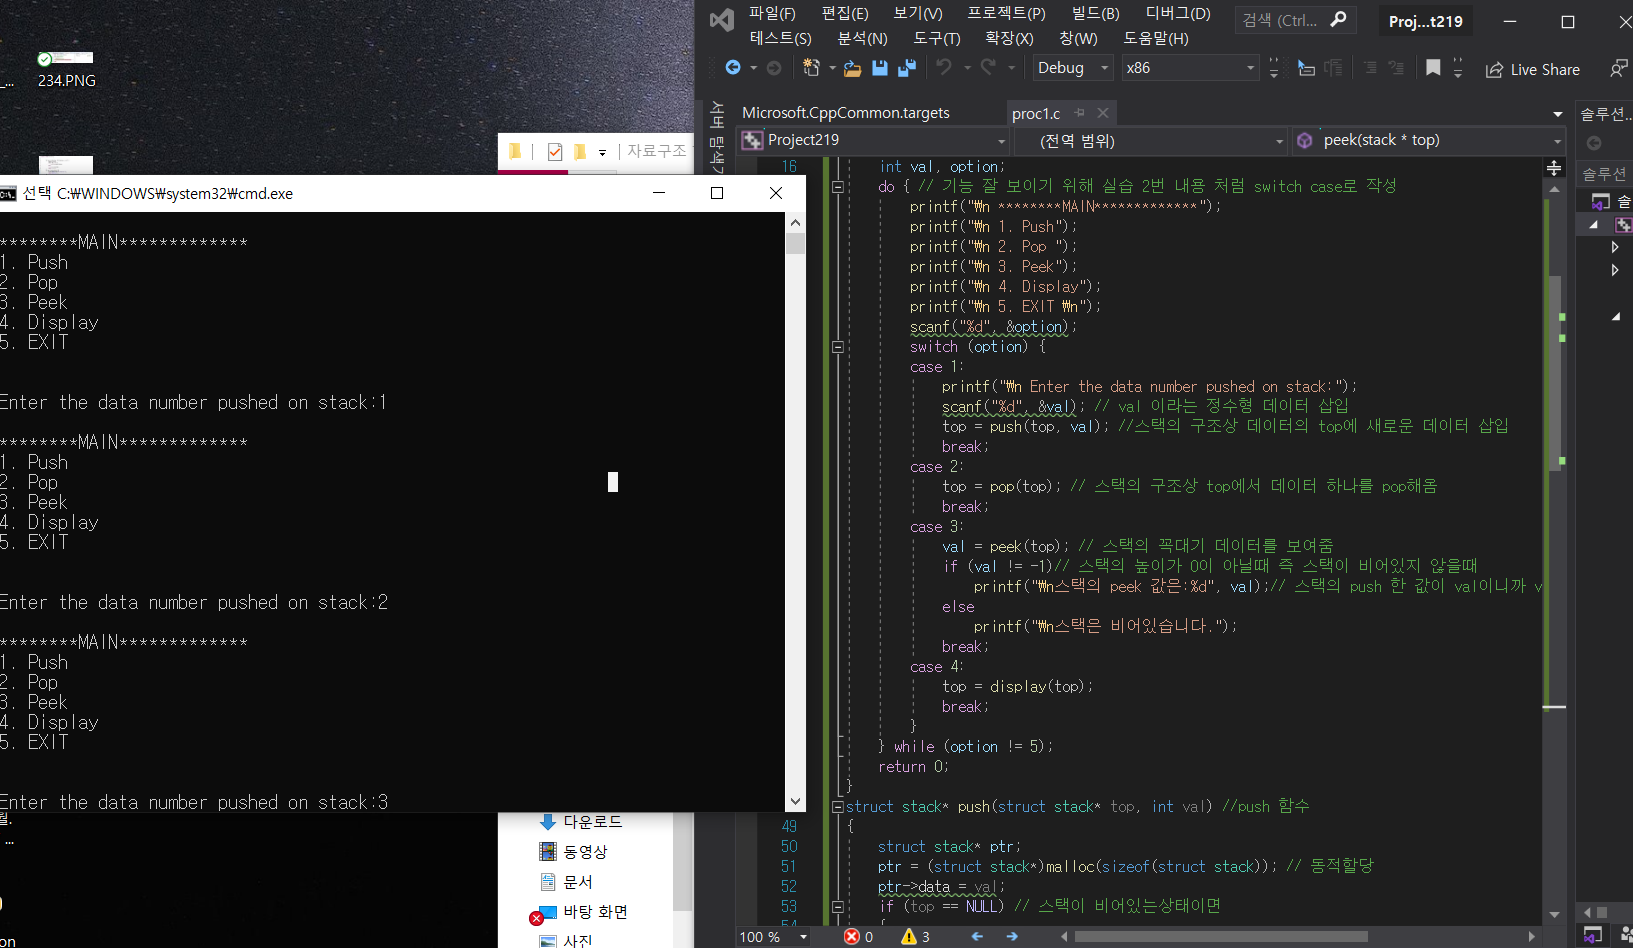 234.PNG
자료구조
선택 C:₩WINDOWS₩system32₩cmd.exe
********MAIN*************
1. Push
2. Pop
3. Peek
4. Display
5. EXIT
Enter the data number pushed on stack:1
********MAIN*************
1. Push
2. Pop
3. Peek
4. Display
5. EXIT
Enter the data number pushed on stack:2
********MAIN*************
1. Push
2. Pop
3. Peek
4. Display
5. EXIT
Enter the data number pushed on stack:3
다운로드
동영상
문서
바탕 화면
사진
on
파일(F) 편집(E) 보기(V) 프로젝트(P) 빌드(B) 디버그(D) 검색 (Ctrl... Proj...t219
테스트(S) 분석(N) 도구(T) 확장(X) 창(W) 도움말(H)
Debug x86 Live Share
서버 탐색기
Microsoft.CppCommon.targets proc1.c
Project219 (전역 범위) peek(stack * top)
솔루션...
솔루션
솔
16 int val, option;
do { // 기능 잘 보이기 위해 실습 2번 내용 처럼 switch case로 작성
printf("₩n ********MAIN*************");
printf("₩n 1. Push");
printf("₩n 2. Pop ");
printf("₩n 3. Peek");
printf("₩n 4. Display");
printf("₩n 5. EXIT ₩n");
scanf("%d", &option);
switch (option) {
case 1:
printf("₩n Enter the data number pushed on stack:");
scanf("%d", &val); // val 이라는 정수형 데이터 삽입
top = push(top, val); //스택의 구조상 데이터의 top에 새로운 데이터 삽입
break;
case 2:
top = pop(top); // 스택의 구조상 top에서 데이터 하나를 pop해옴
break;
case 3:
val = peek(top); // 스택의 꼭대기 데이터를 보여줌
if (val != -1)// 스택의 높이가 0이 아닐때 즉 스택이 비어있지 않을때
printf("₩n스택의 peek 값은:%d", val);// 스택의 push 한 값이 val이니까 v
else
printf("₩n스택은 비어있습니다.");
break;
case 4:
top = display(top);
break;
}
} while (option != 5);
return 0;
}
struct stack* push(struct stack* top, int val) //push 함수
49 {
50 struct stack* ptr;
51 ptr = (struct stack*)malloc(sizeof(struct stack)); // 동적할당
52 ptr->data = val;
53 if (top == NULL) // 스택이 비어있는상태이면
54 {
100 % 0 3